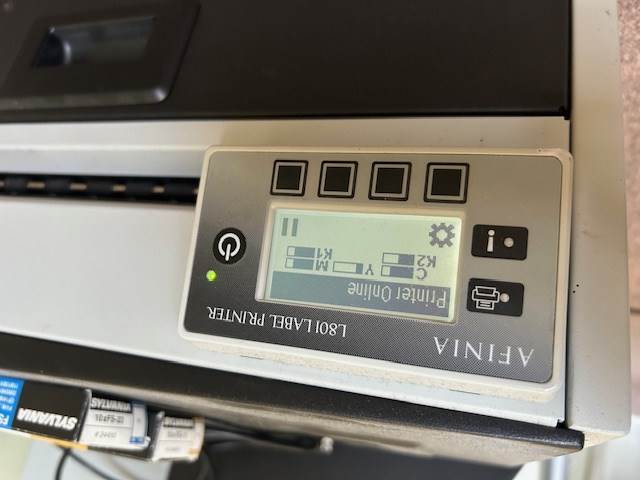 AFINIA
L801 LABEL PRINTER
Printer Online
C M
Y
K2 K1
i
SYLVANIA
SYLVANIA